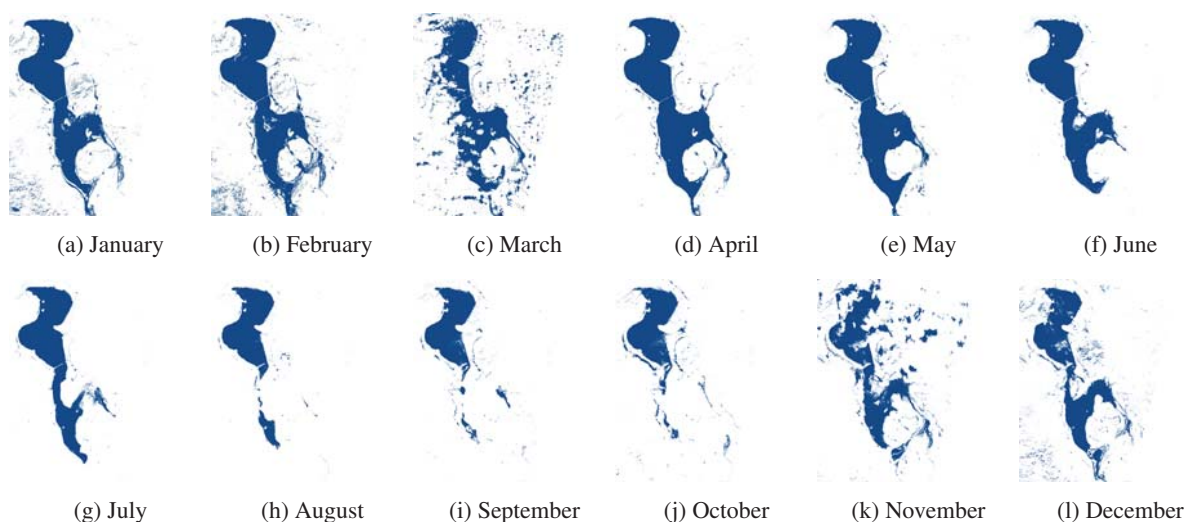 (a) January (b) February (c) March (d) April (e) May (f) June
(g) July (h) August (i) September (j) October (k) November (l) December